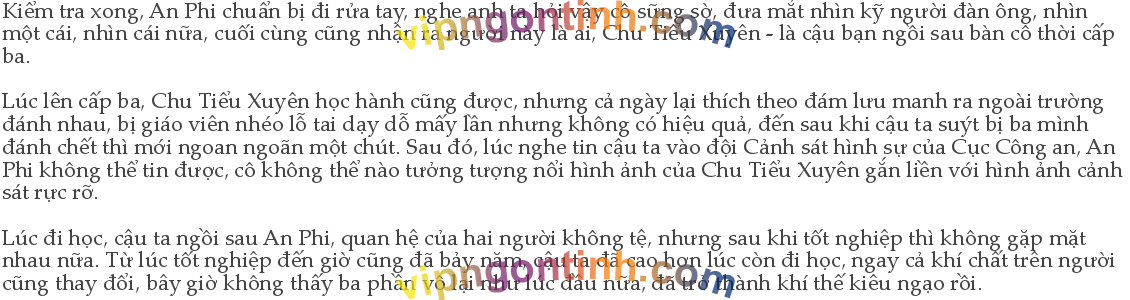 Kiểm tra xong, An Phi chuẩn bị đi rửa tay, nghe anh ta hỏi vậy cô sững sờ, đưa mắt nhìn kỹ người đàn ông, nhìn
một cái, nhìn cái nữa, cuối cùng cũng nhận ra người này là ai, Chu Tiểu Xuyên - là cậu bạn ngồi sau bàn cô thời cấp
ba.
Lúc lên cấp ba, Chu Tiểu Xuyên học hành cũng được, nhưng cả ngày lại thích theo đám lưu manh ra ngoài trường
đánh nhau, bị giáo viên nhéo lỗ tai dạy dỗ mấy lần nhưng không có hiệu quả, đến sau khi cậu ta suýt bị ba mình
đánh chết thì mới ngoan ngoãn một chút. Sau đó, lúc nghe tin cậu ta vào đội Cảnh sát hình sự của Cục Công an, An
Phi không thể tin được, cô không thể nào tưởng tượng nổi hình ảnh của Chu Tiểu Xuyên gắn liền với hình ảnh cảnh
sát rực rỡ.
Lúc đi học, cậu ta ngồi sau An Phi, quan hệ của hai người không tệ, nhưng sau khi tốt nghiệp thì không gặp mặt
nhau nữa. Từ lúc tốt nghiệp đến giờ cũng đã bảy năm, cậu ta đã cao hơn lúc còn đi học, ngay cả khí chất trên người
cũng thay đổi, bây giờ không thấy ba phần vô lại như lúc đầu nữa, đã trở thành khí thế kiêu ngạo rồi.
vipngontinh.com
vipngontinh.com